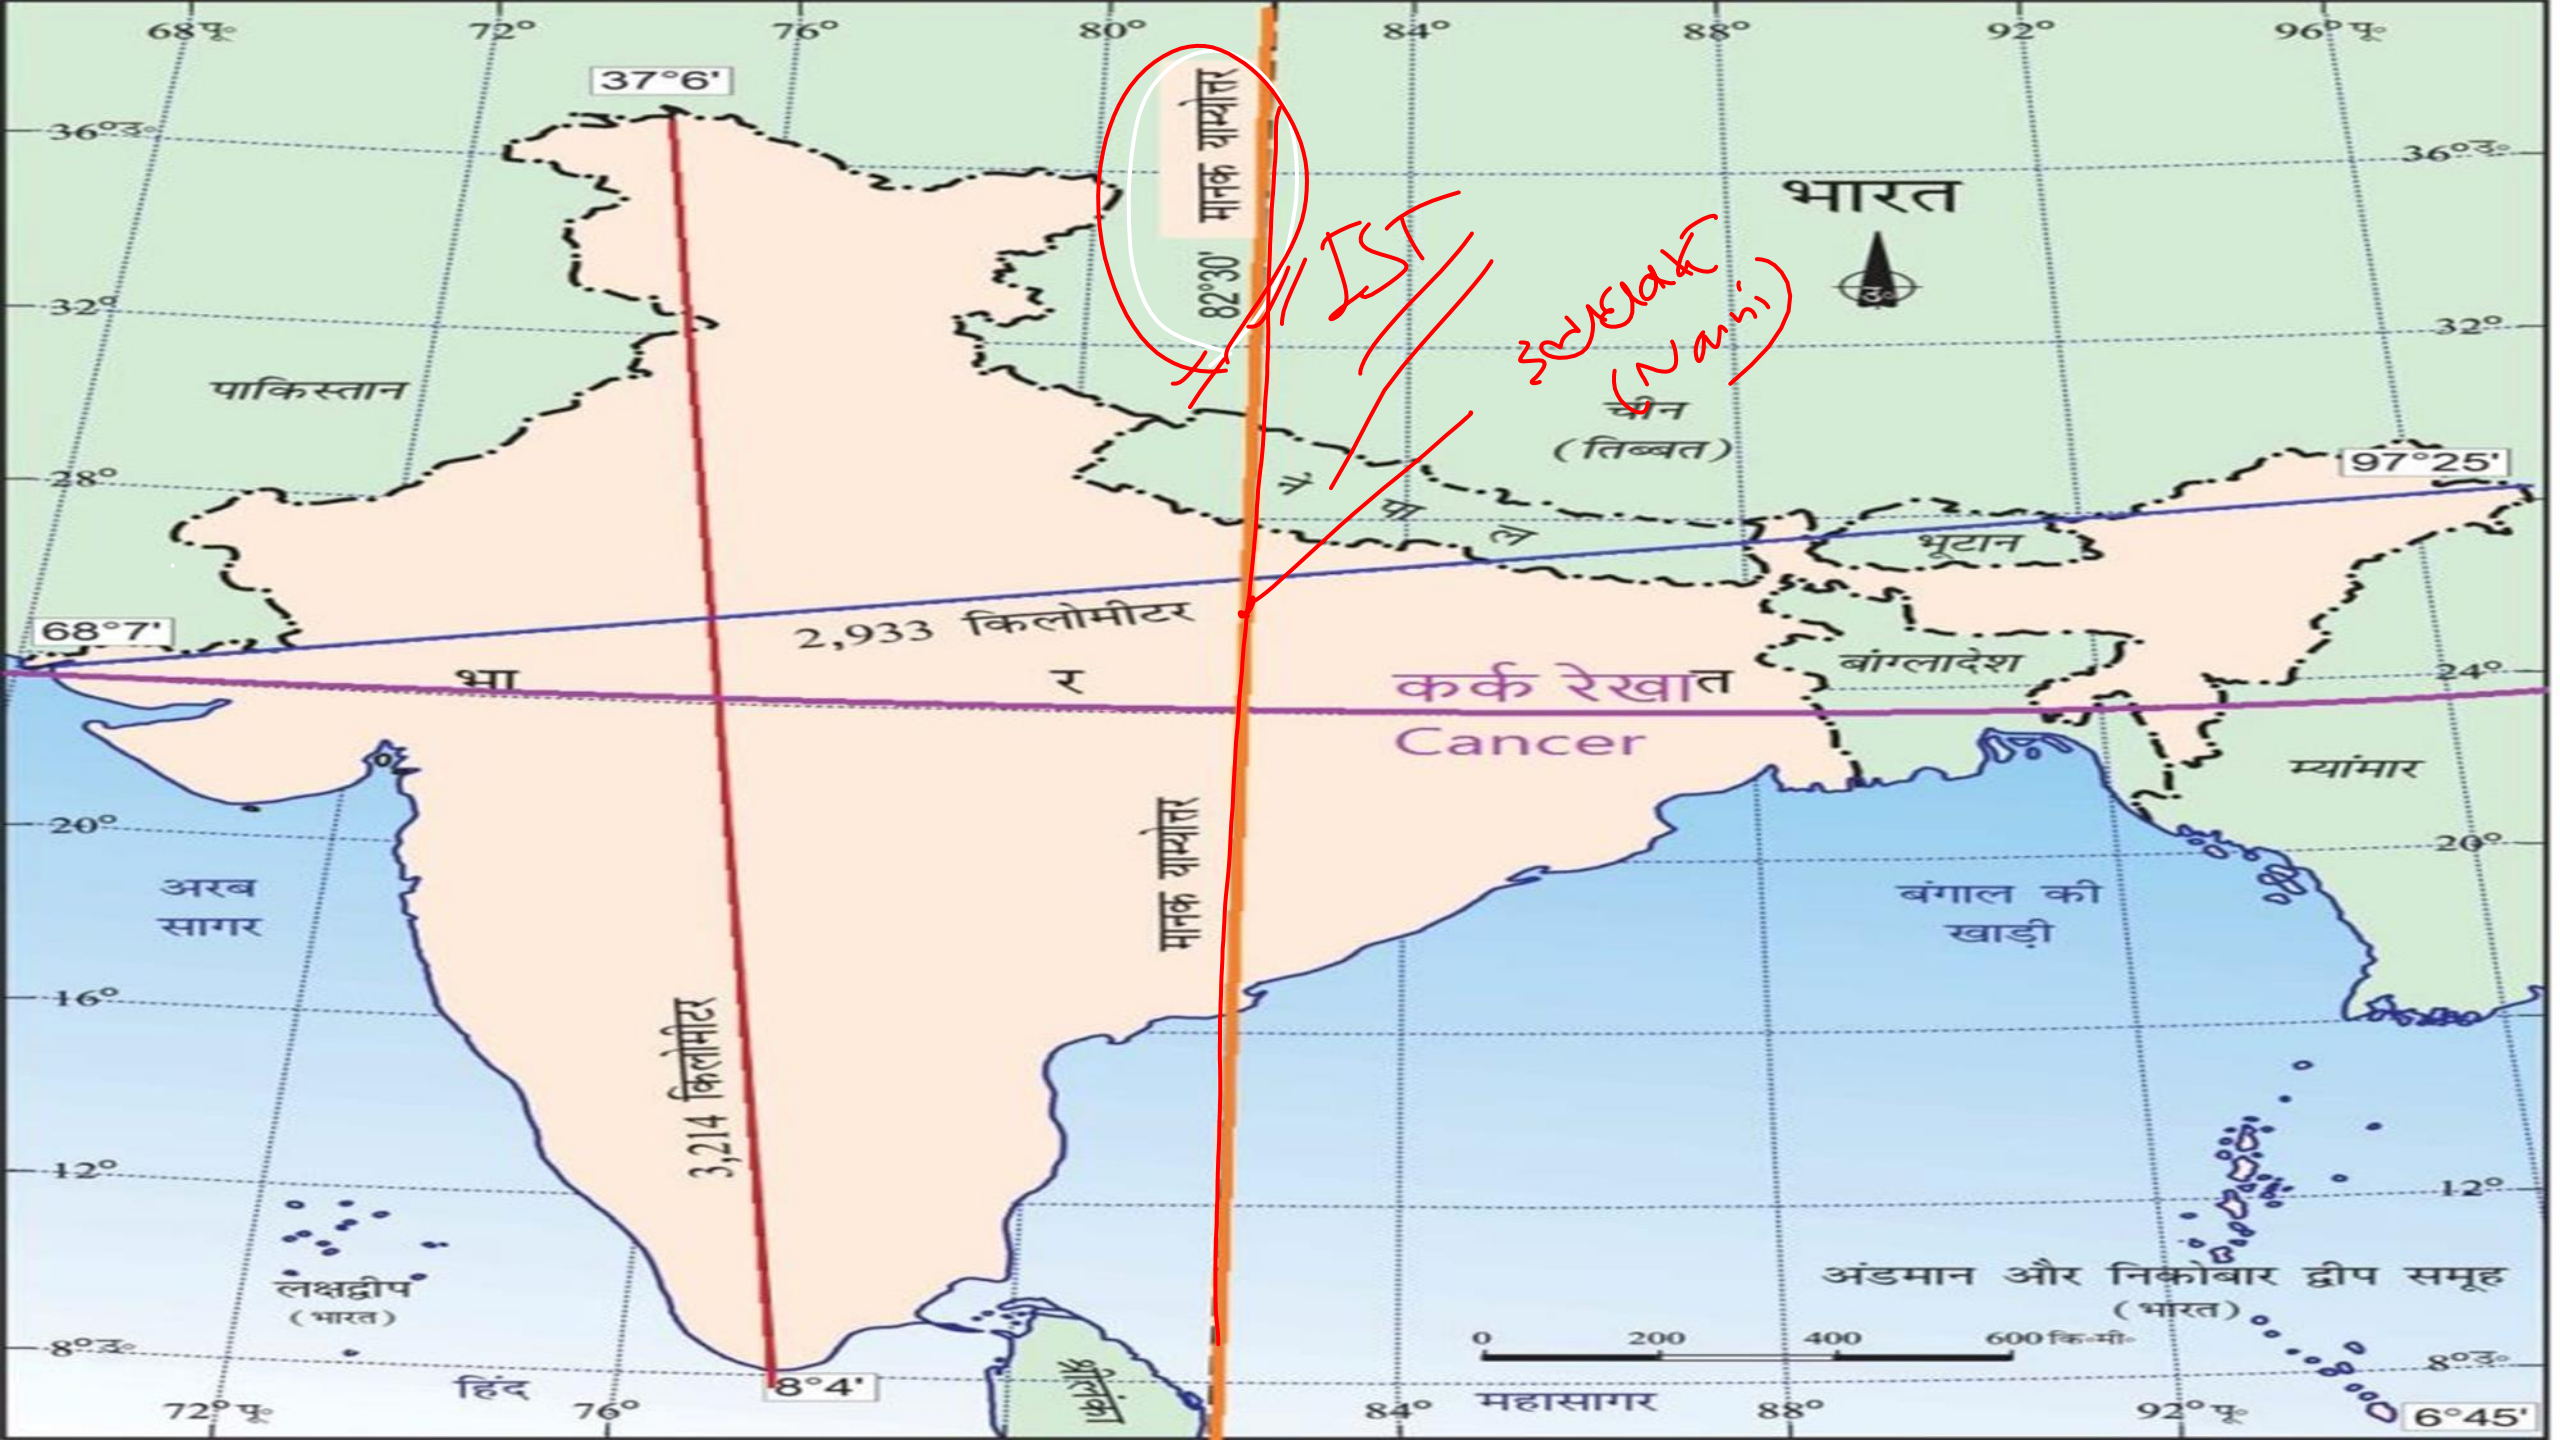 68°पू॰ 72° 76° 80° 84° 88° 92° 96°पू॰
37°6'
मानक याम्योत्तर
82°30'
36°उ॰ 36°उ॰
भारत
IST
उ॰
(Naini)
32° 32°
पाकिस्तान
चीन
(तिब्बत)
28°
97°25'
ने पा ल
भूटान
68°7'
2,933 किलोमीटर
बांग्लादेश
24°
भा र त
कर्क रेखा
Cancer
म्यांमार
मानक याम्योत्तर
20° 20°
अरब
सागर
बंगाल की
खाड़ी
16°
3,214 किलोमीटर
12° 12°
लक्षद्वीप
(भारत)
अंडमान और निकोबार द्वीप समूह
(भारत)
0 200 400 600 कि॰मी॰
8°उ॰ 8°उ॰
श्रीलंका
हिंद महासागर
8°4'
72°पू॰ 76° 84° 88° 92°पू॰
6°45'